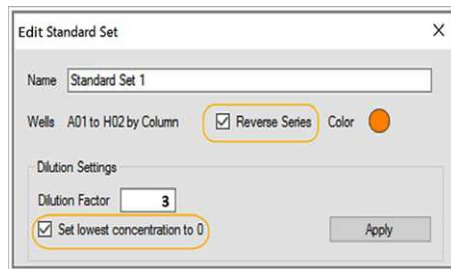 Edit Standard Set
Name Standard Set 1
Wells A01 to H02 by Column Reverse Series Color
Dilution Settings
Dilution Factor 3
Set lowest concentration to 0 Apply